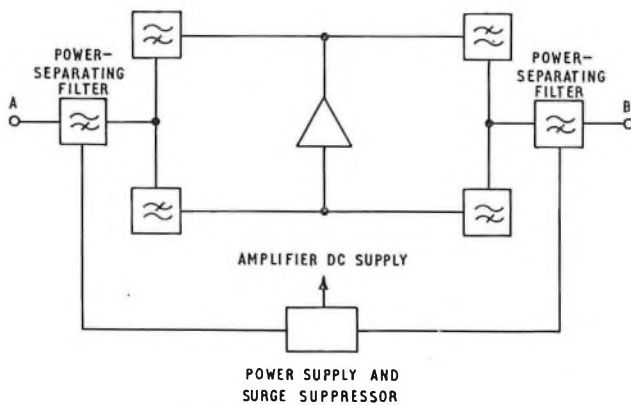 POWER-
SEPARATING
FILTER
A
POWER-
SEPARATING
FILTER
B
AMPLIFIER DC SUPPLY
POWER SUPPLY AND
SURGE SUPPRESSOR